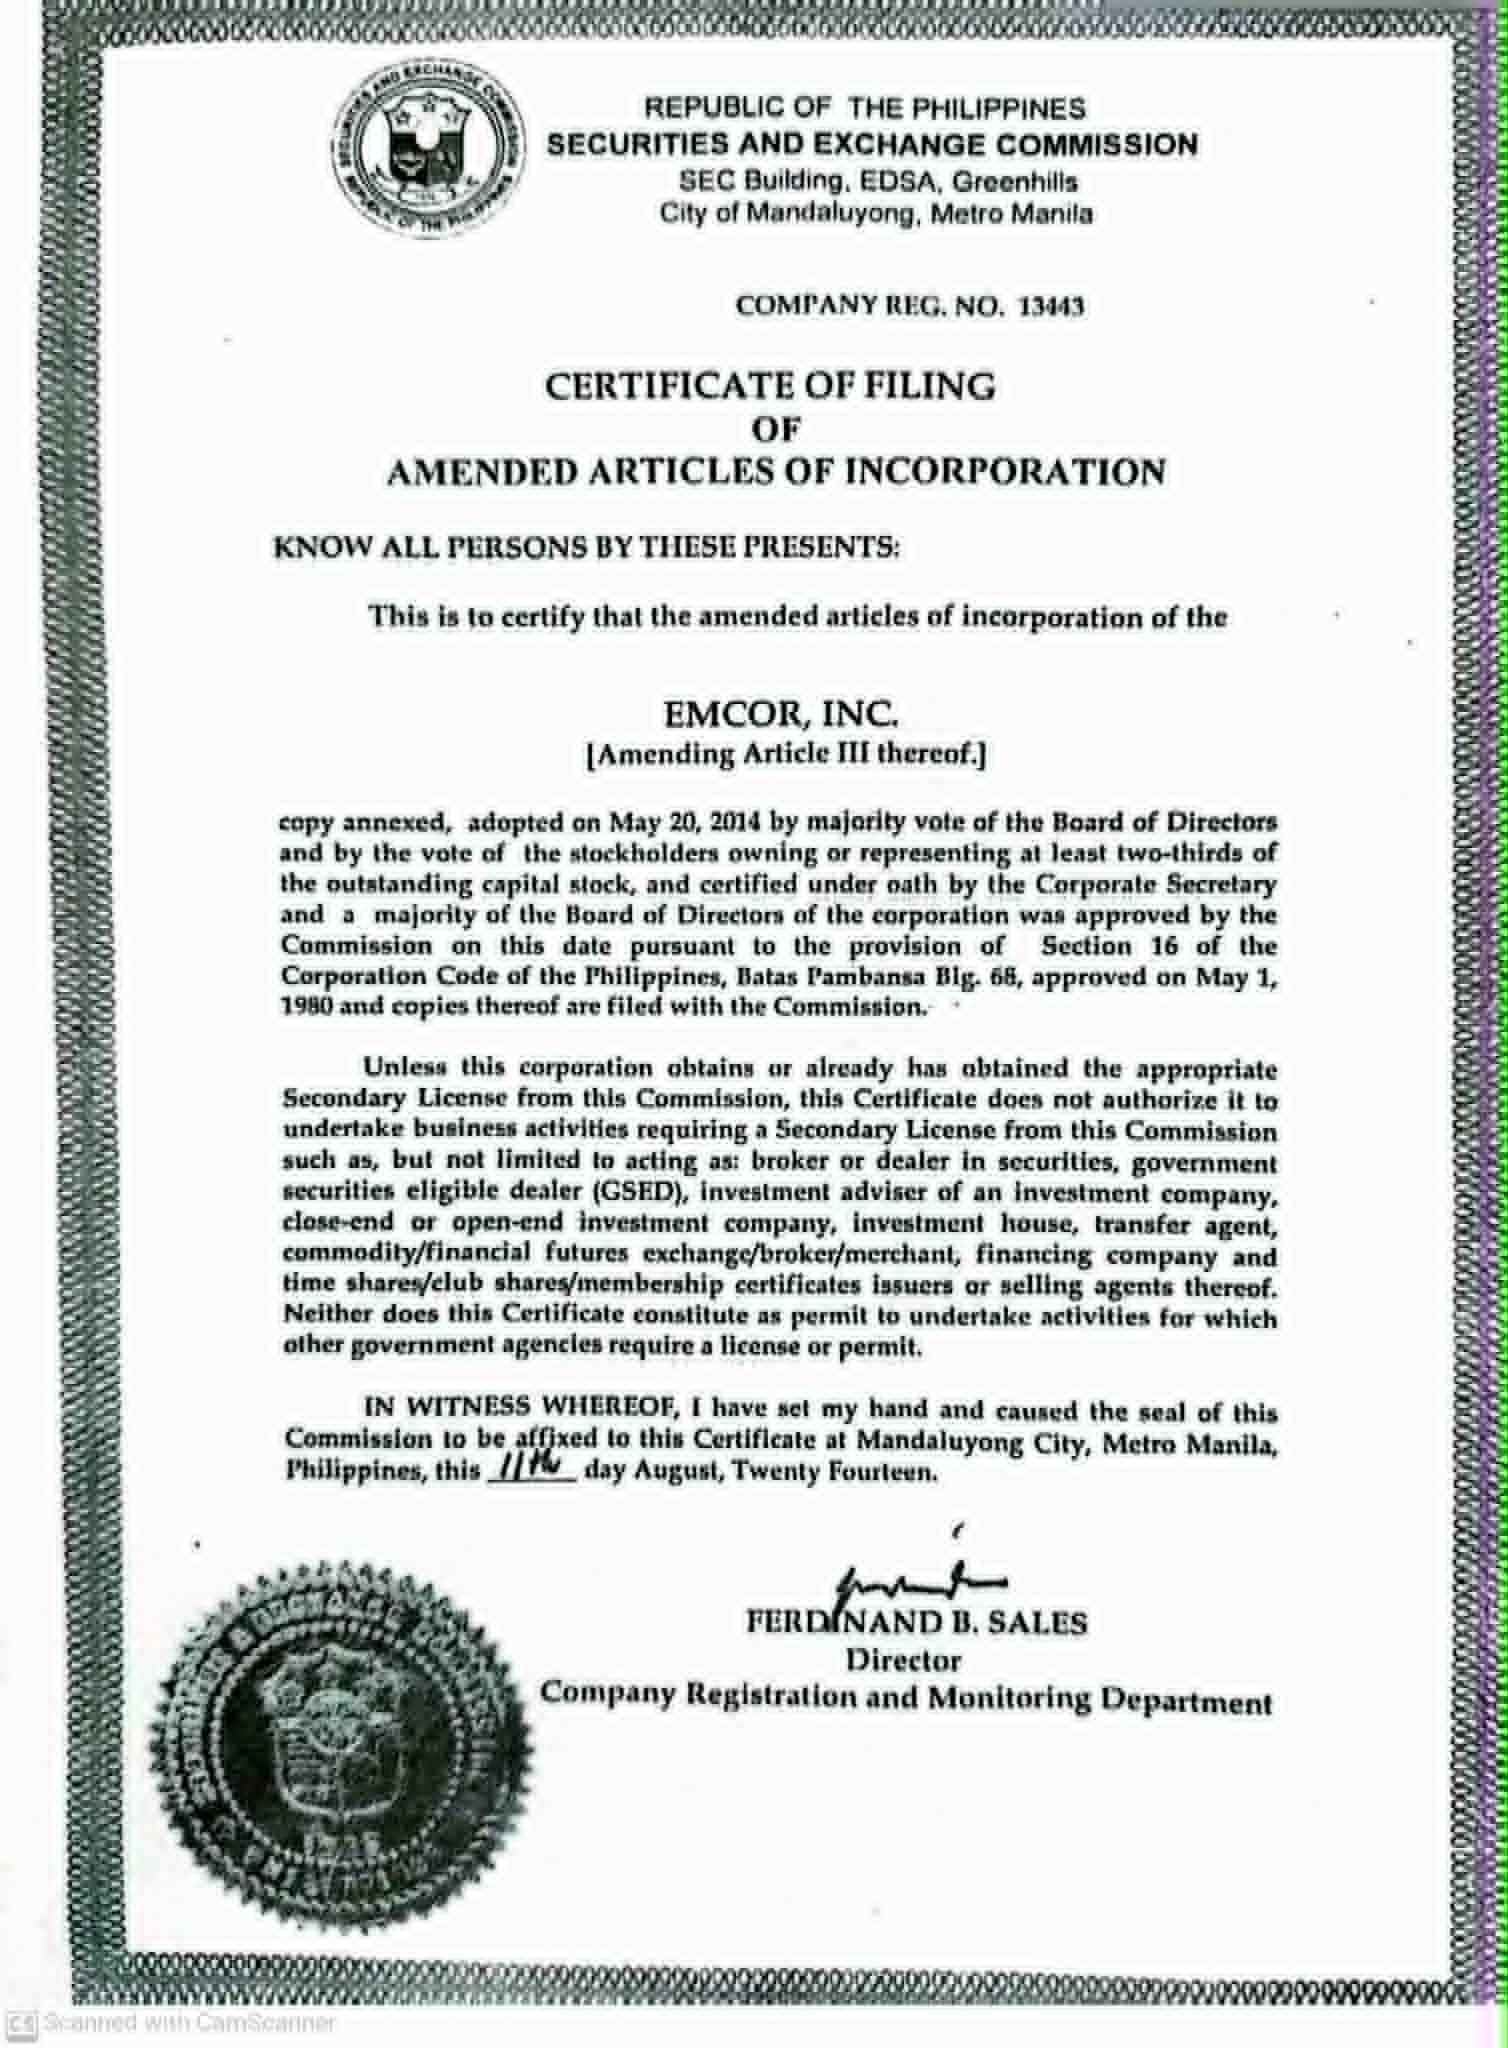 SECURITIES AND EXCHANGE COMMISSION
REPUBLIC OF THE PHILIPPINES
REPUBLIC OF THE PHILIPPINES
SECURITIES AND EXCHANGE COMMISSION
SEC Building, EDSA, Greenhills
City of Mandaluyong, Metro Manila
COMPANY REG. NO. 13443
CERTIFICATE OF FILING
OF
AMENDED ARTICLES OF INCORPORATION
KNOW ALL PERSONS BY THESE PRESENTS:
This is to certify that the amended articles of incorporation of the
EMCOR, INC.
[Amending Article III thereof.]
copy annexed, adopted on May 20, 2014 by majority vote of the Board of Directors
and by the vote of the stockholders owning or representing at least two-thirds of
the outstanding capital stock, and certified under oath by the Corporate Secretary
and a majority of the Board of Directors of the corporation was approved by the
Commission on this date pursuant to the provision of Section 16 of the
Corporation Code of the Philippines, Batas Pambansa Blg. 68, approved on May 1,
1980 and copies thereof are filed with the Commission.
Unless this corporation obtains or already has obtained the appropriate
Secondary License from this Commission, this Certificate does not authorize it to
undertake business activities requiring a Secondary License from this Commission
such as, but not limited to acting as: broker or dealer in securities, government
securities eligible dealer (GSED), investment adviser of an investment company,
close-end or open-end investment company, investment house, transfer agent,
commodity/financial futures exchange/broker/merchant, financing company and
time shares/club shares/membership certificates issuers or selling agents thereof.
Neither does this Certificate constitute as permit to undertake activities for which
other government agencies require a license or permit.
IN WITNESS WHEREOF, I have set my hand and caused the seal of this
Commission to be affixed to this Certificate at Mandaluyong City, Metro Manila,
Philippines, this 11th day August, Twenty Fourteen.
FERDINAND B. SALES
Director
Company Registration and Monitoring Department
CS Scanned with CamScanner